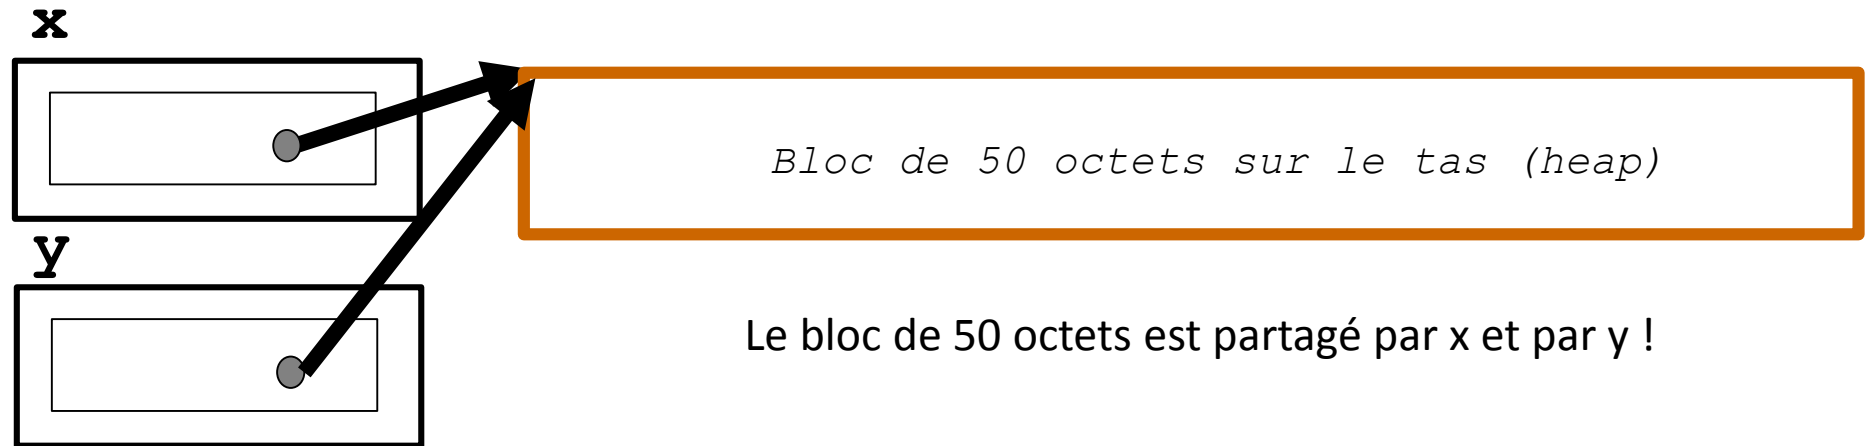 x
Bloc de 50 octets sur le tas (heap)
y
Le bloc de 50 octets est partagé par x et par y !